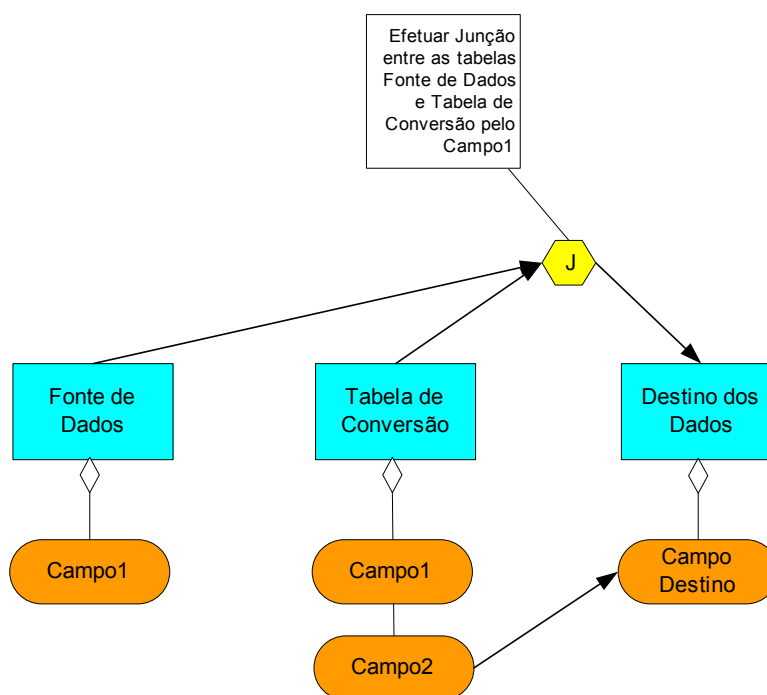 Efetuar Junção
entre as tabelas
Fonte de Dados
e Tabela de
Conversão pelo
Campo1
J
Fonte de
Dados
Tabela de
Conversão
Destino dos
Dados
Campo1
Campo1
Campo
Destino
Campo2